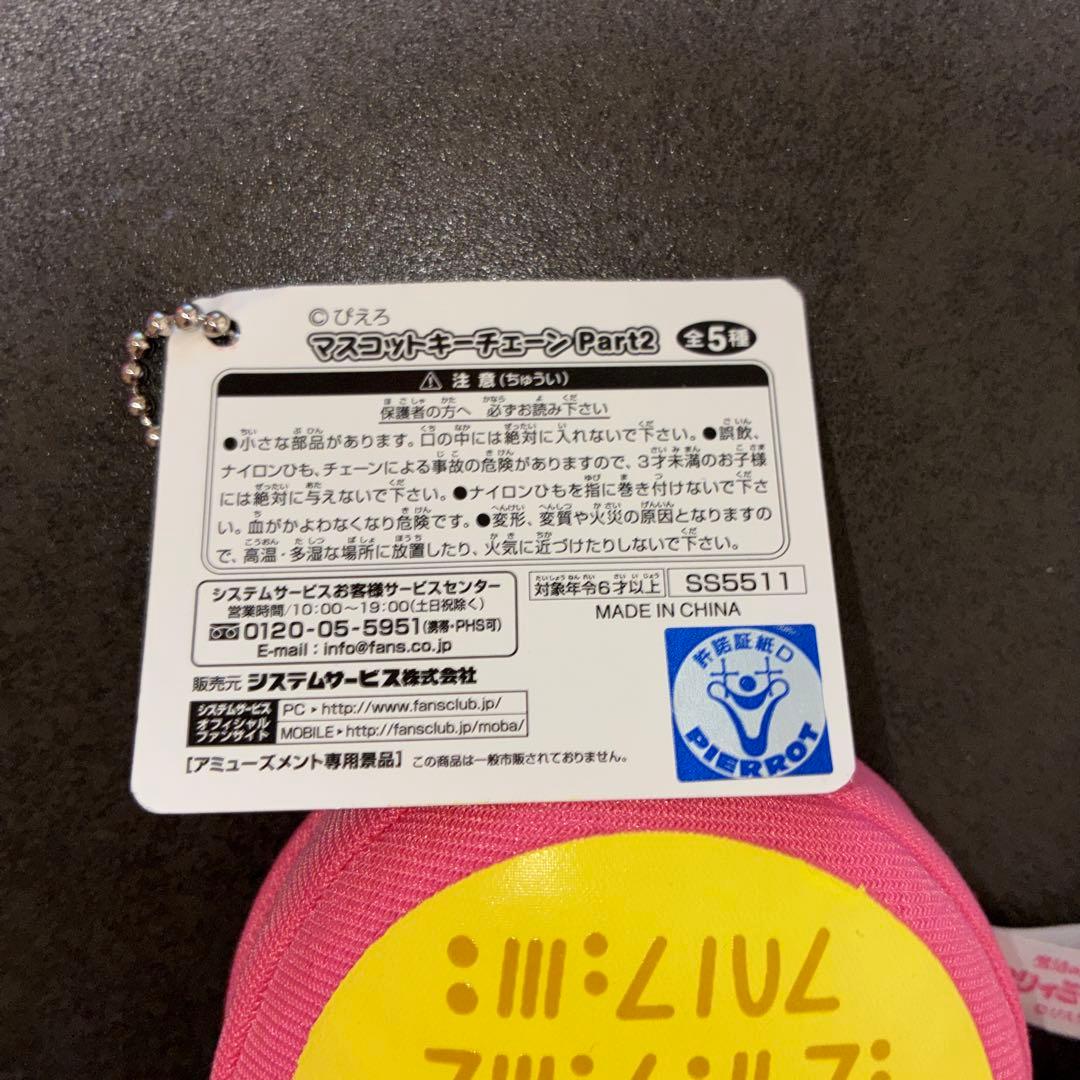 ©ぴえろ
マスコットキーチェーンPart2 全5種
注意(ちゅうい)
保護者の方へ 必ずお読み下さい
●小さな部品があります。口の中には絶対に入れないで下さい。●誤飲、
ナイロンひも、チェーンによる事故の危険がありますので、3才未満のお子様
には絶対に与えないで下さい。●ナイロンひもを指に巻き付けないで下さ
い。血がかよわなくなり危険です。●変形、変質や火災の原因となりますの
で、高温・多湿な場所に放置したり、火気に近づけたりしないで下さい。
システムサービスお客様サービスセンター
営業時間/10:00~19:00(土日祝除く)
0120-05-5951(携帯・PHS可)
E-mail:info@fans.co.jp
対象年令6才以上 SS5511
MADE IN CHINA
販売元 システムサービス株式会社
システムサービス
オフィシャル
ファンサイト
PC▶http://www.fansclub.jp/
MOBILE▶http://fansclub.jp/moba/
[アミューズメント専用景品] この商品は一般市販されておりません。
許諾証紙D
PIERROT